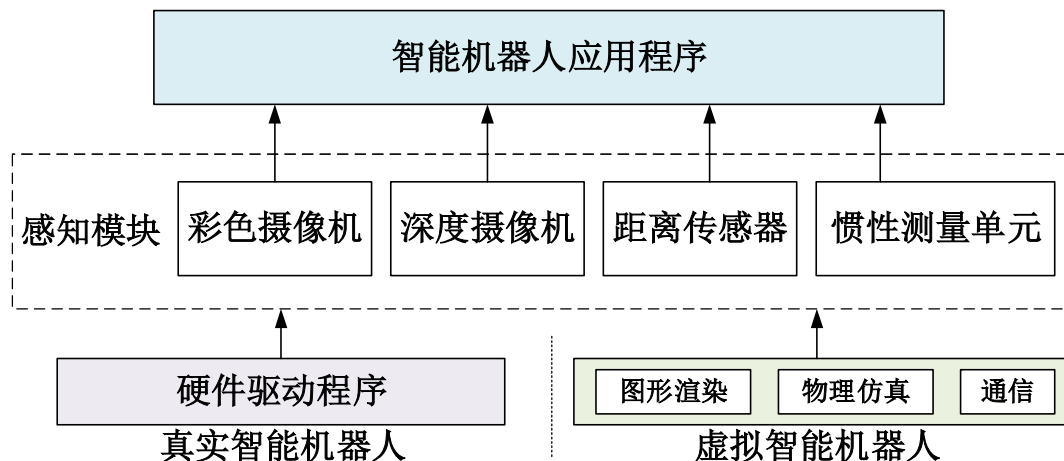 智能机器人应用程序
感知模块
彩色摄像机
深度摄像机
距离传感器
惯性测量单元
硬件驱动程序
真实智能机器人
图形渲染
物理仿真
通信
虚拟智能机器人